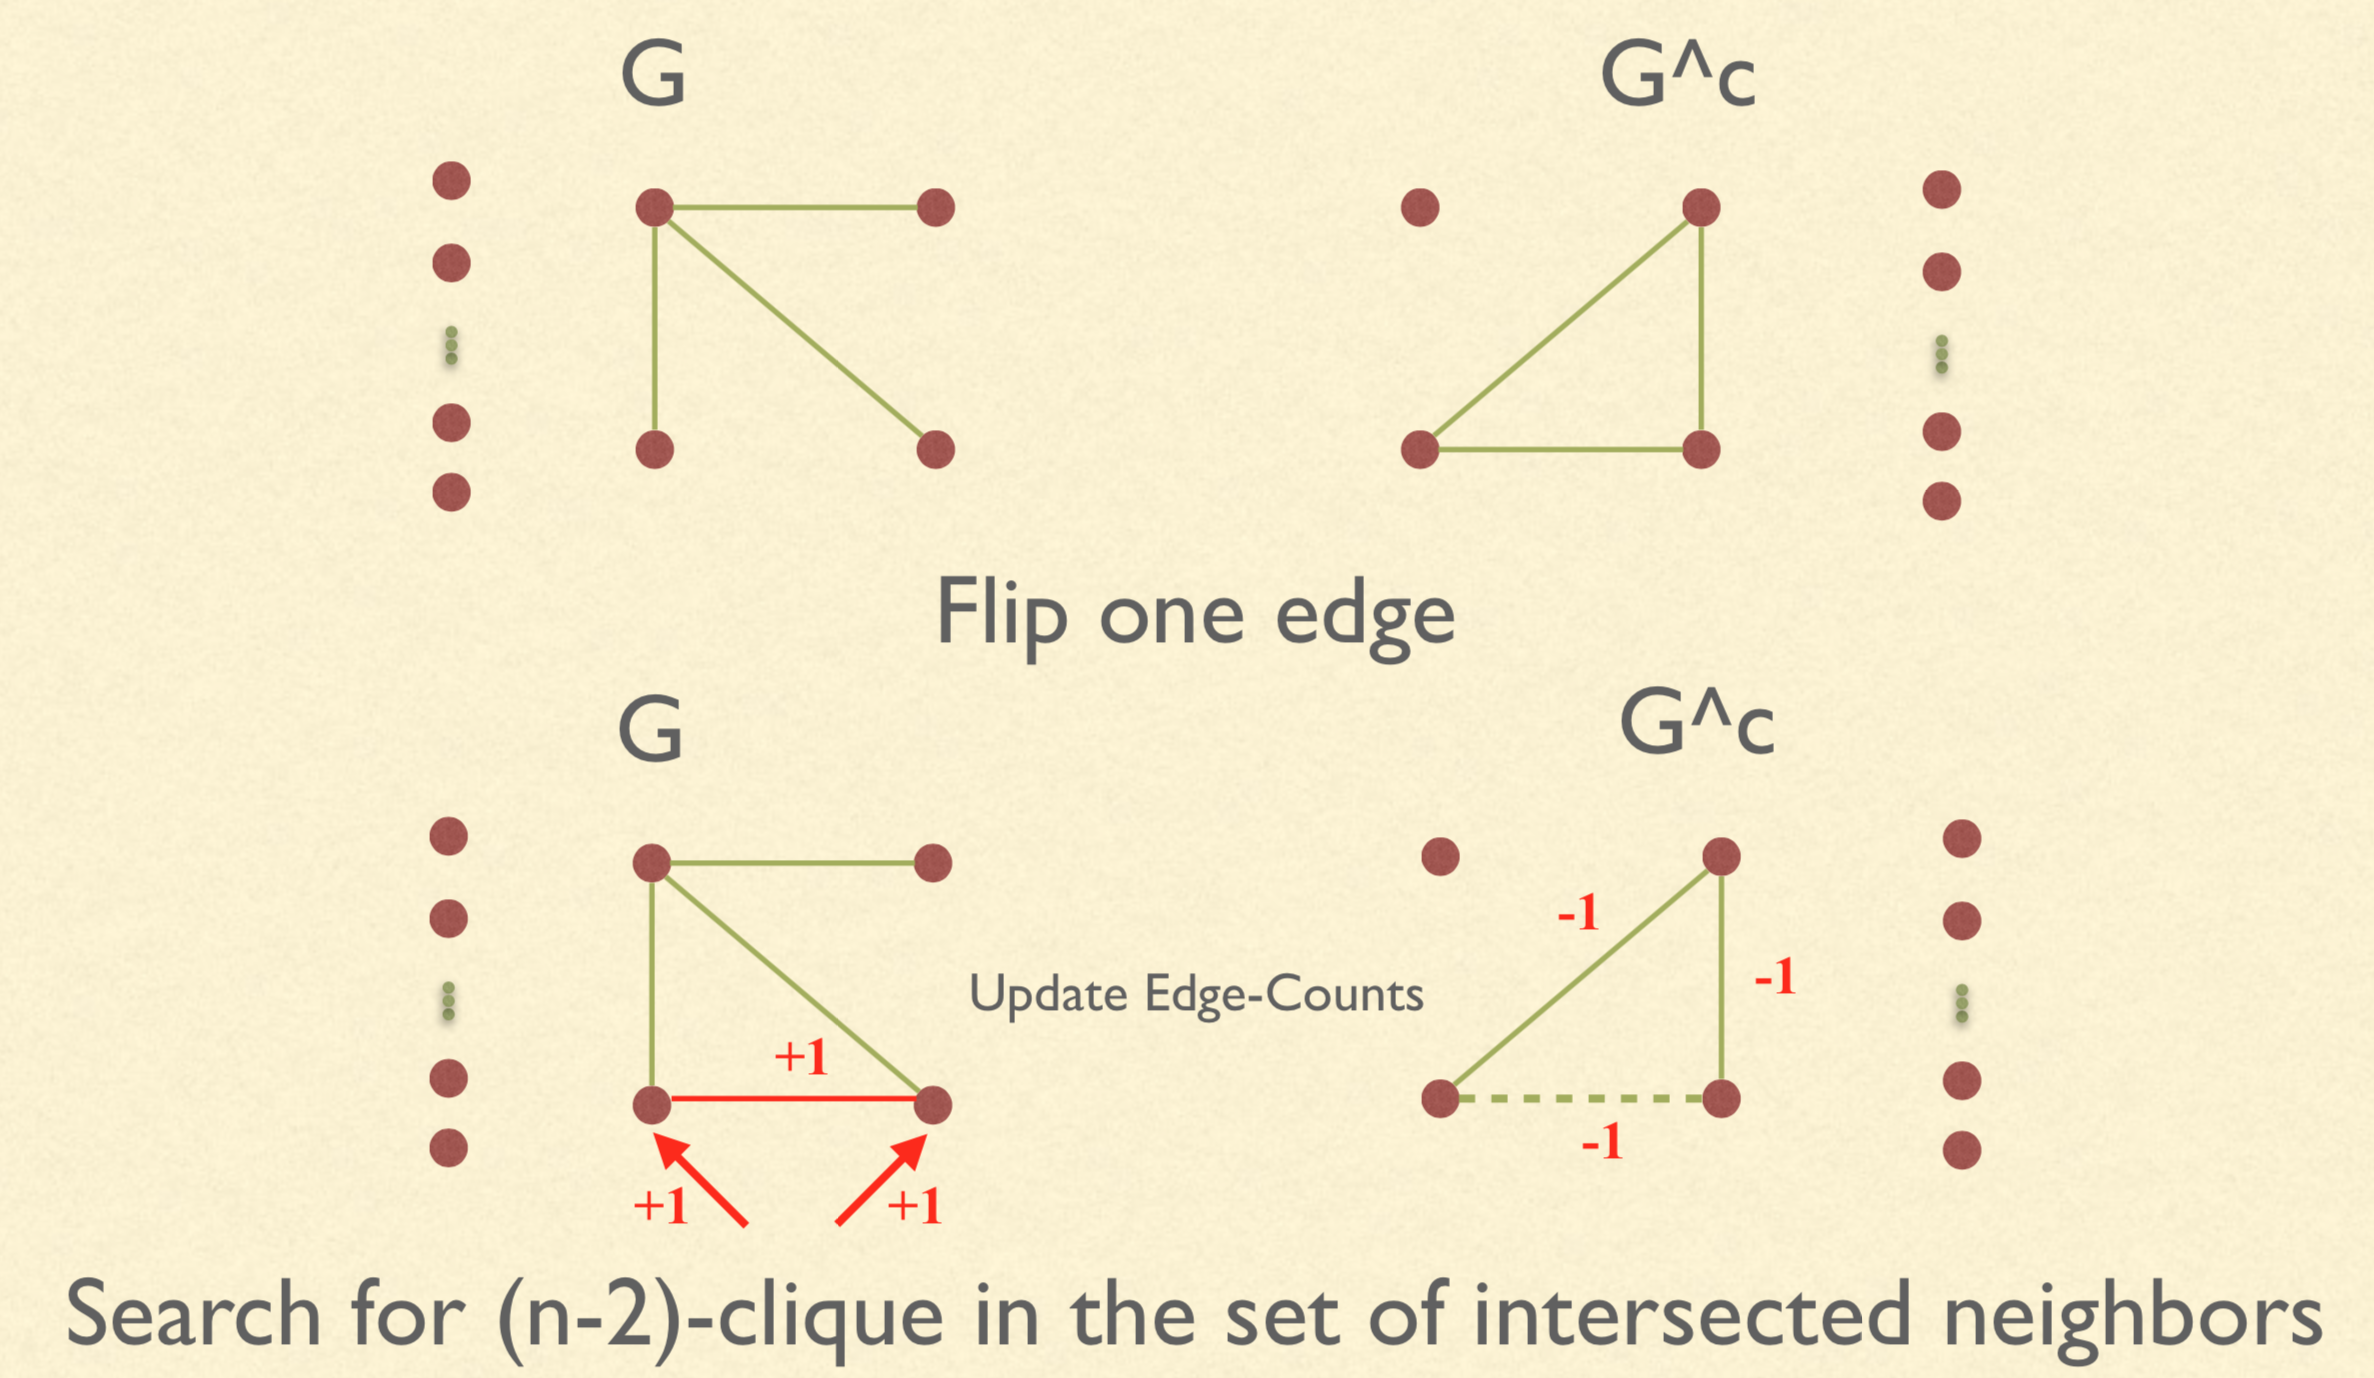 G
G^c
Flip one edge
G
G^c
-1
-1
Update Edge-Counts
+1
-1
+1
+1
Search for (n-2)-clique in the set of intersected neighbors